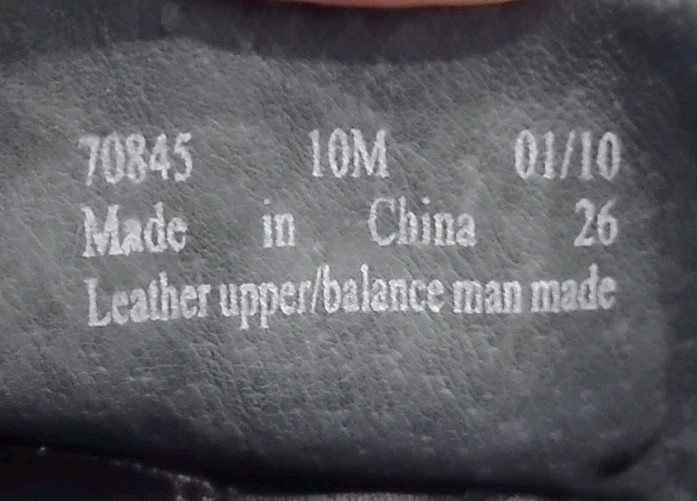 70845 10M 01/10
Made in China 26
Leather upper/balance man made